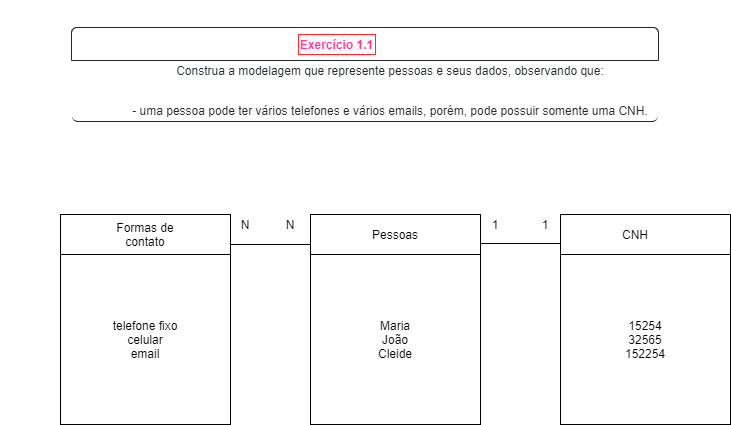 Exercício 1.1
Construa a modelagem que represente pessoas e seus dados, observando que:
- uma pessoa pode ter vários telefones e vários emails, porém, pode possuir somente uma CNH.
Formas de
contato
N
N
Pessoas
1
1
CNH
telefone fixo
celular
email
Maria
João
Cleide
15254
32565
152254